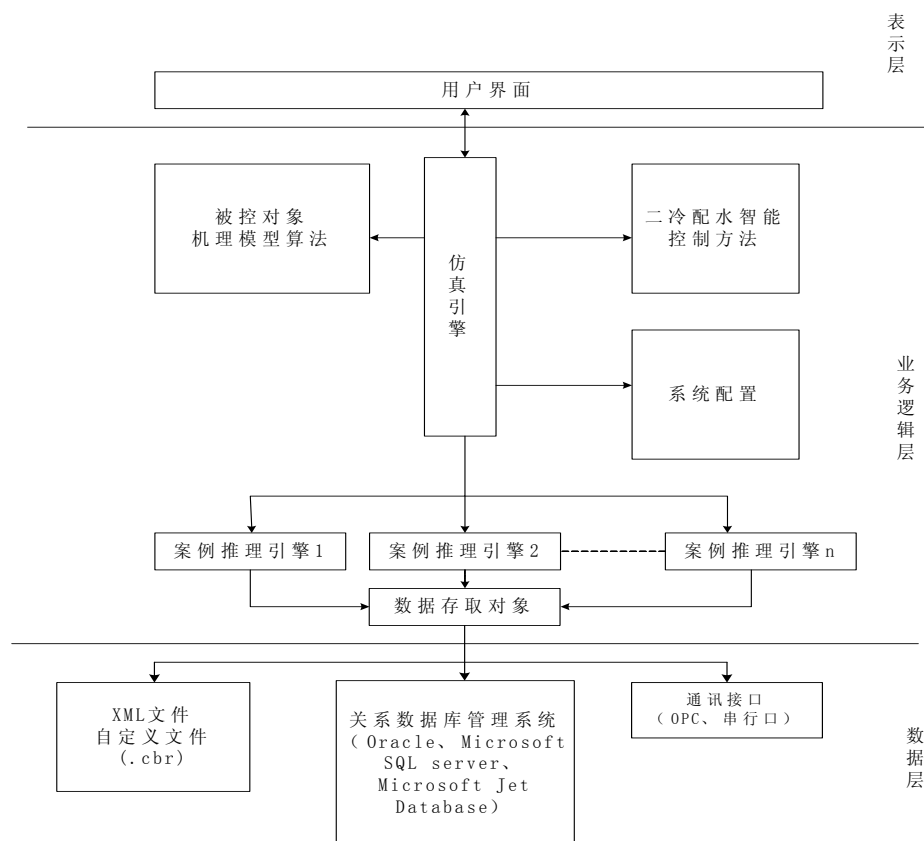 表示层
用户界面
被控对象
机理模型算法
仿真引擎
二冷配水智能
控制方法
系统配置
业务逻辑层
案例推理引擎1
案例推理引擎2
案例推理引擎n
数据存取对象
XML文件
自定义文件
(.cbr)
关系数据库管理系统
（Oracle、Microsoft
SQL server、
Microsoft Jet
Database）
通讯接口
（OPC、串行口）
数据层